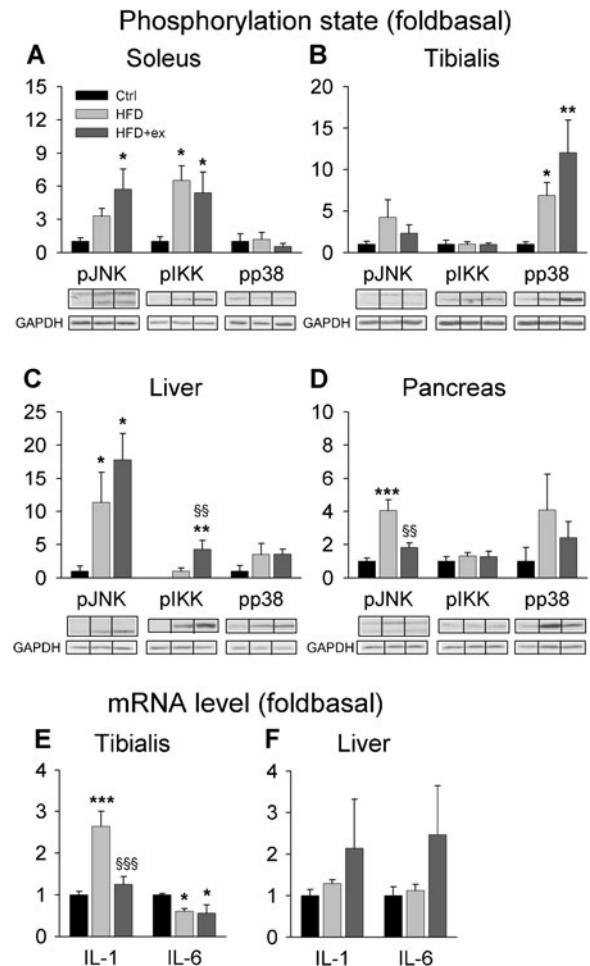 Phosphorylation state (foldbasal)
A Soleus
15
12
9
6
3
0
Ctrl
HFD
HFD+ex
*
*
*
pJNK pIKK pp38
GAPDH
B Tibialis
20
15
10
5
0
*
**
pJNK pIKK pp38
GAPDH
C Liver
25
20
15
10
5
0
*
*
§§
**
pJNK pIKK pp38
GAPDH
D Pancreas
10
8
6
4
2
0
***
§§
pJNK pIKK pp38
GAPDH
mRNA level (foldbasal)
E Tibialis
4
3
2
1
0
***
§§§
*
*
IL-1 IL-6
F Liver
4
3
2
1
0
IL-1 IL-6